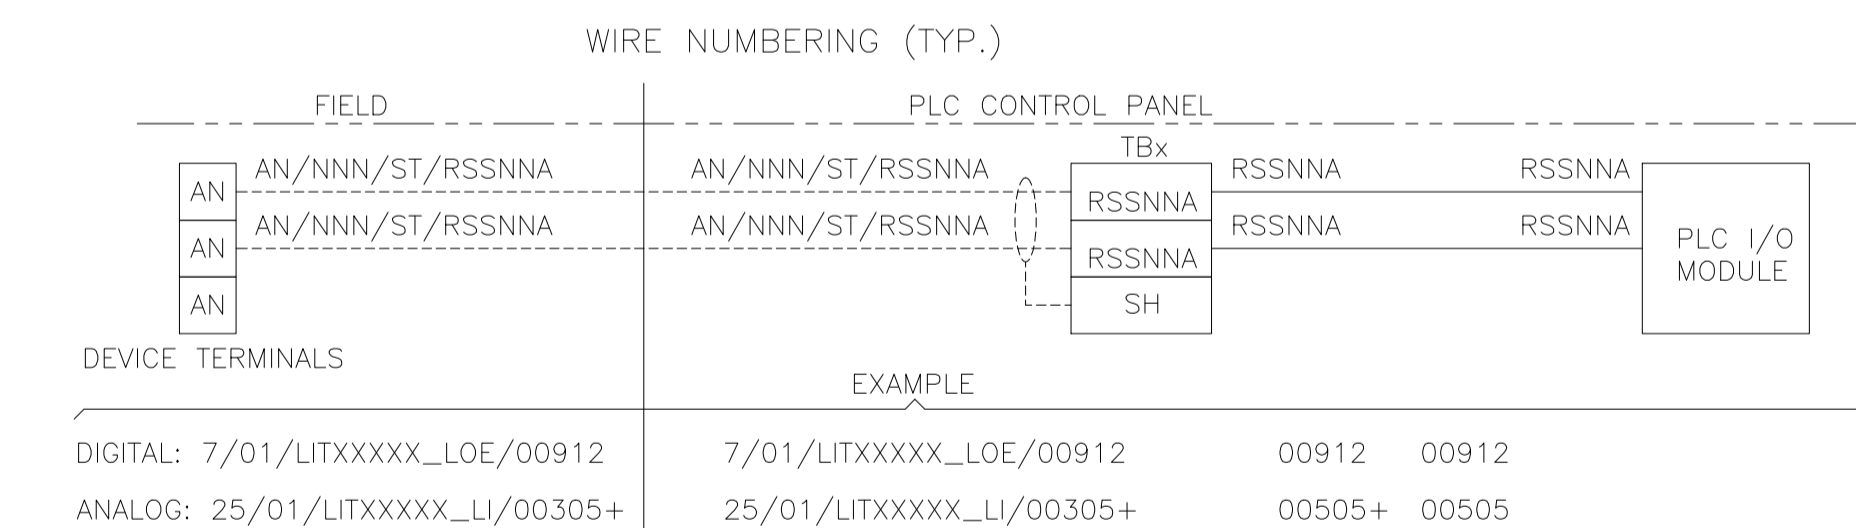 WIRE NUMBERING (TYP.)
FIELD PLC CONTROL PANEL
TBx
AN/NNN/ST/RSSNNA AN/NNN/ST/RSSNNA RSSNNA RSSNNA
AN RSSNNA
AN/NNN/ST/RSSNNA AN/NNN/ST/RSSNNA RSSNNA RSSNNA
AN RSSNNA
PLC I/O
MODULE
AN SH
DEVICE TERMINALS
EXAMPLE
DIGITAL: 7/01/LITXXXXX_LOE/00912 7/01/LITXXXXX_LOE/00912 00912 00912
ANALOG: 25/01/LITXXXXX_LI/00305+ 25/01/LITXXXXX_LI/00305+ 00505+ 00505